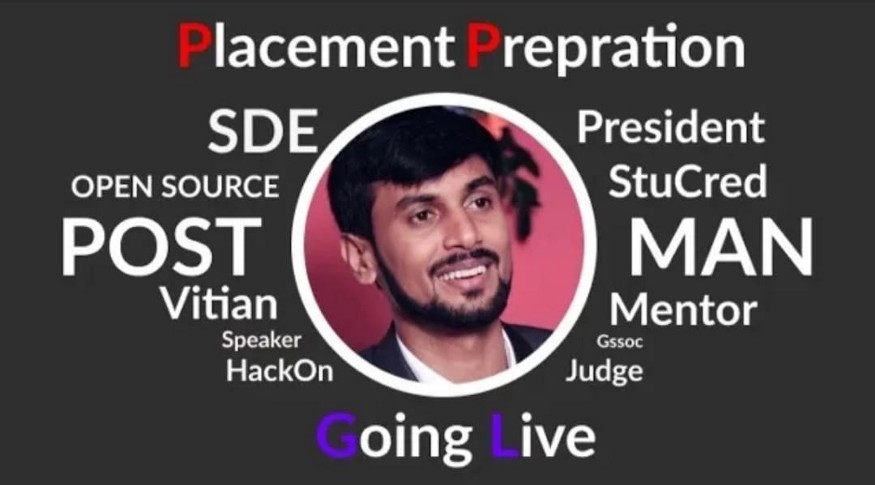 Placement Prepration
SDE
OPEN SOURCE
POST
Vitian
Speaker
HackOn
President
StuCred
MAN
Mentor
Gssoc
Judge
Going Live